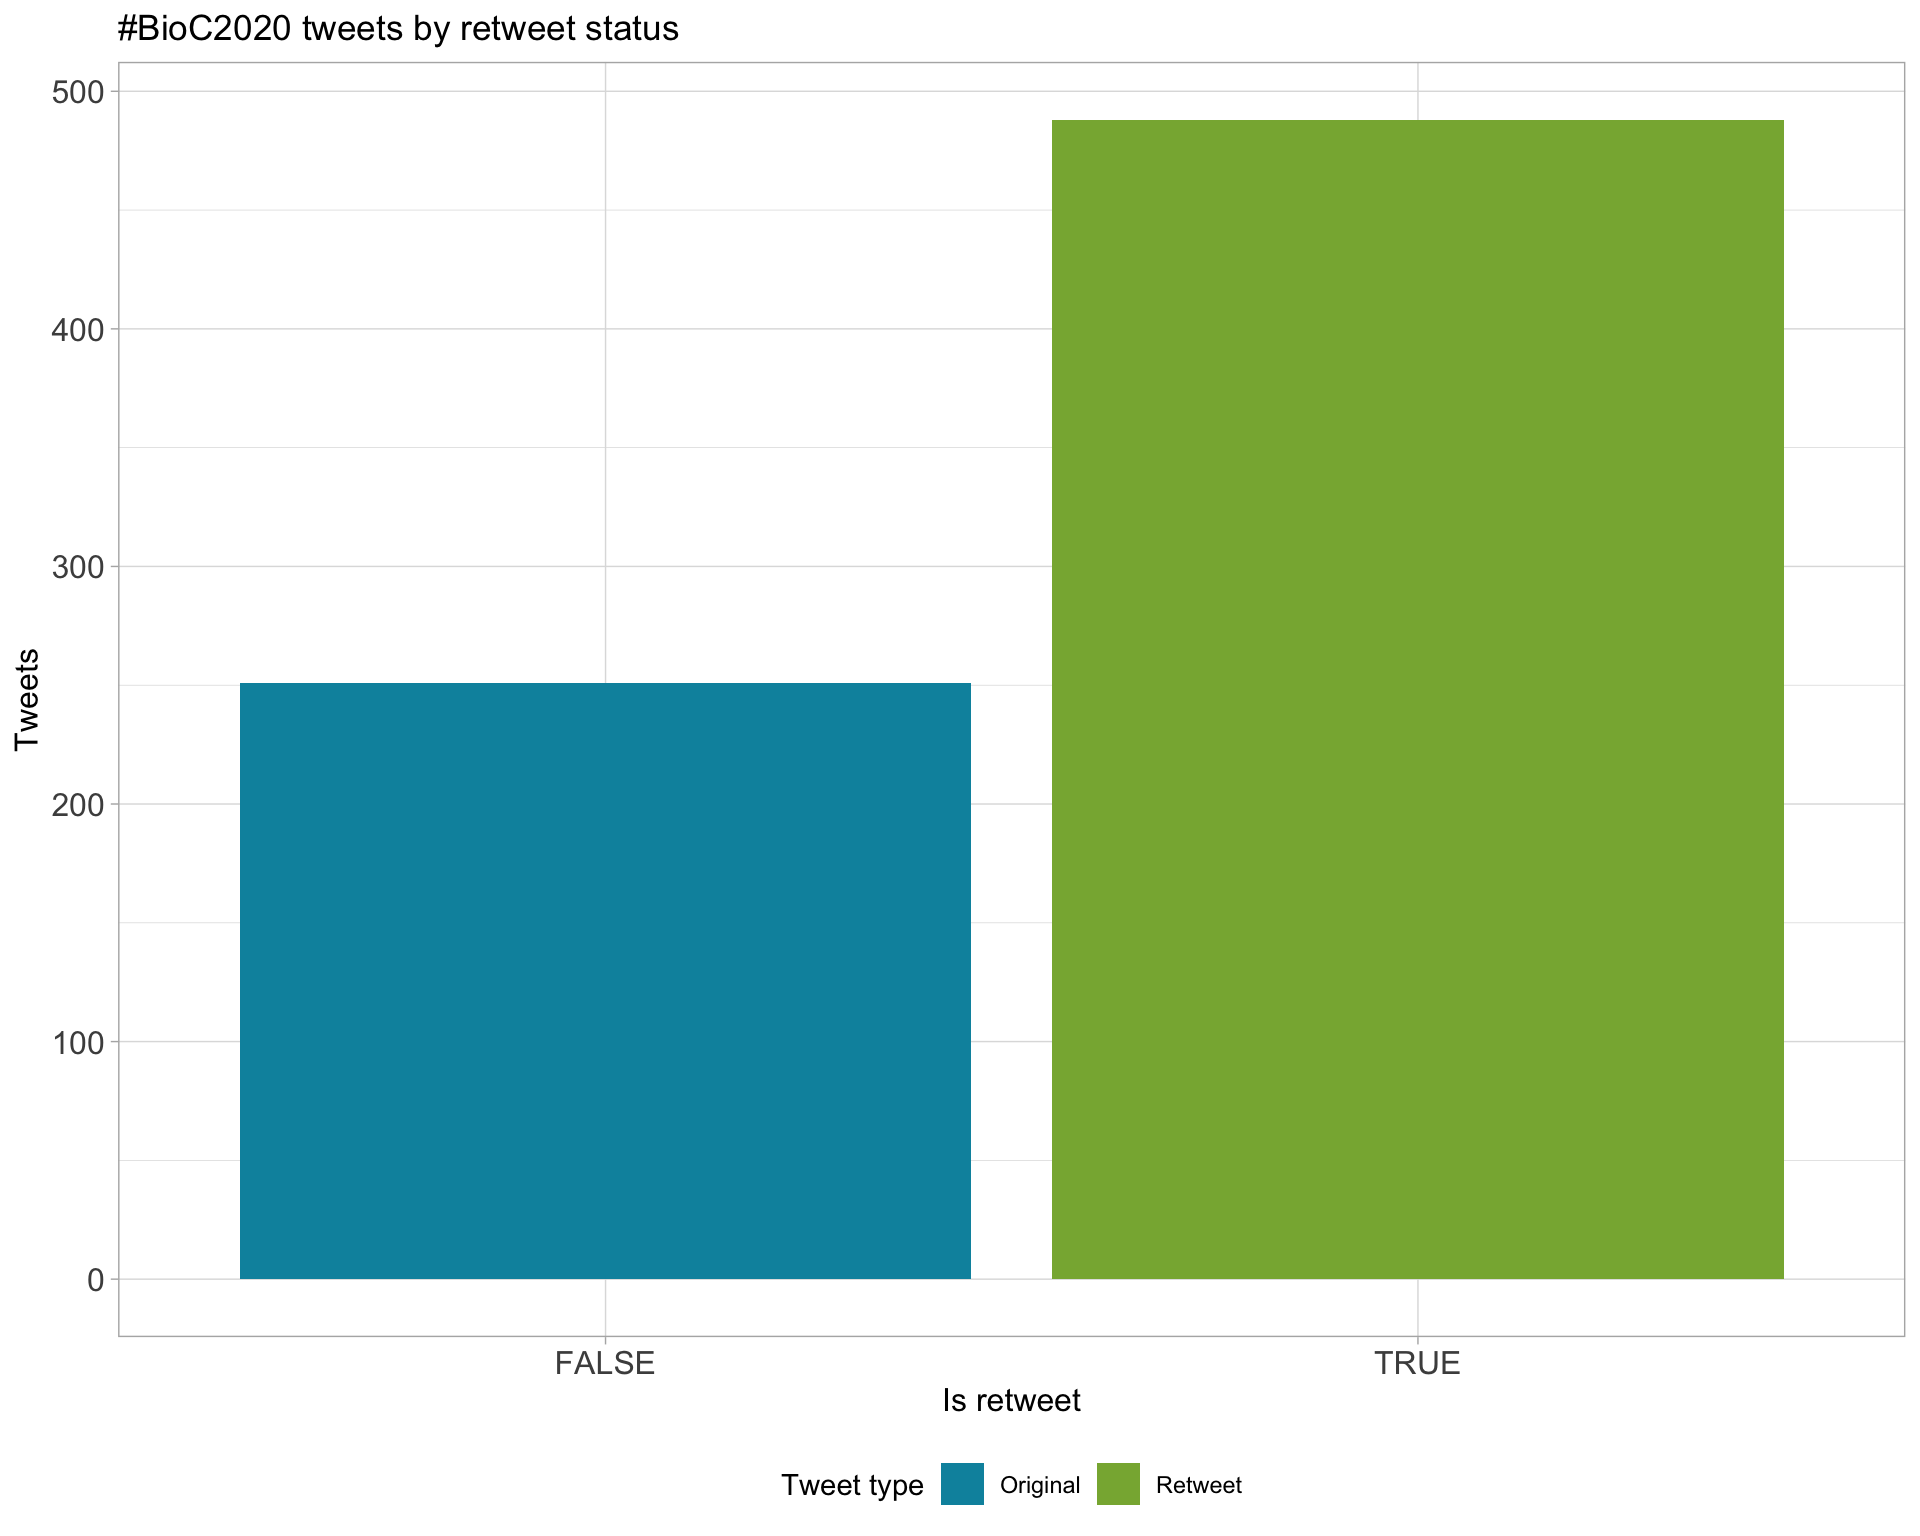 #BioC2020 tweets by retweet status
500
400
300
200
100
0
Tweets
FALSE TRUE
Is retweet
Tweet type Original Retweet